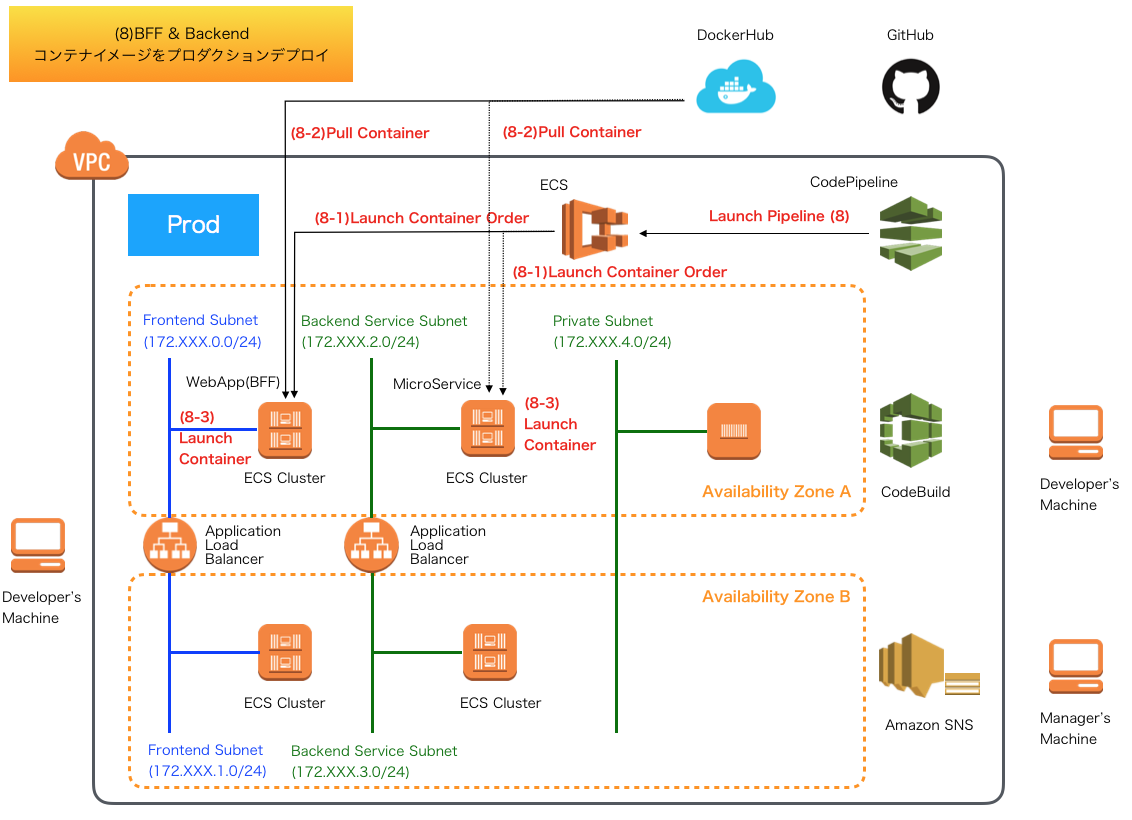 (8)BFF & Backend
コンテナイメージをプロダクションデプロイ
DockerHub
GitHub
(8-2)Pull Container
(8-2)Pull Container
VPC
ECS
CodePipeline
Prod
(8-1)Launch Container Order
Launch Pipeline (8)
(8-1)Launch Container Order
Frontend Subnet
(172.XXX.0.0/24)
Backend Service Subnet
(172.XXX.2.0/24)
Private Subnet
(172.XXX.4.0/24)
WebApp(BFF)
MicroService
(8-3)
Launch
Container
(8-3)
Launch
Container
ECS Cluster
ECS Cluster
Availability Zone A
CodeBuild
Developer's
Machine
Application
Load
Balancer
Application
Load
Balancer
Developer's
Machine
Availability Zone B
ECS Cluster
ECS Cluster
Amazon SNS
Manager's
Machine
Frontend Subnet
(172.XXX.1.0/24)
Backend Service Subnet
(172.XXX.3.0/24)